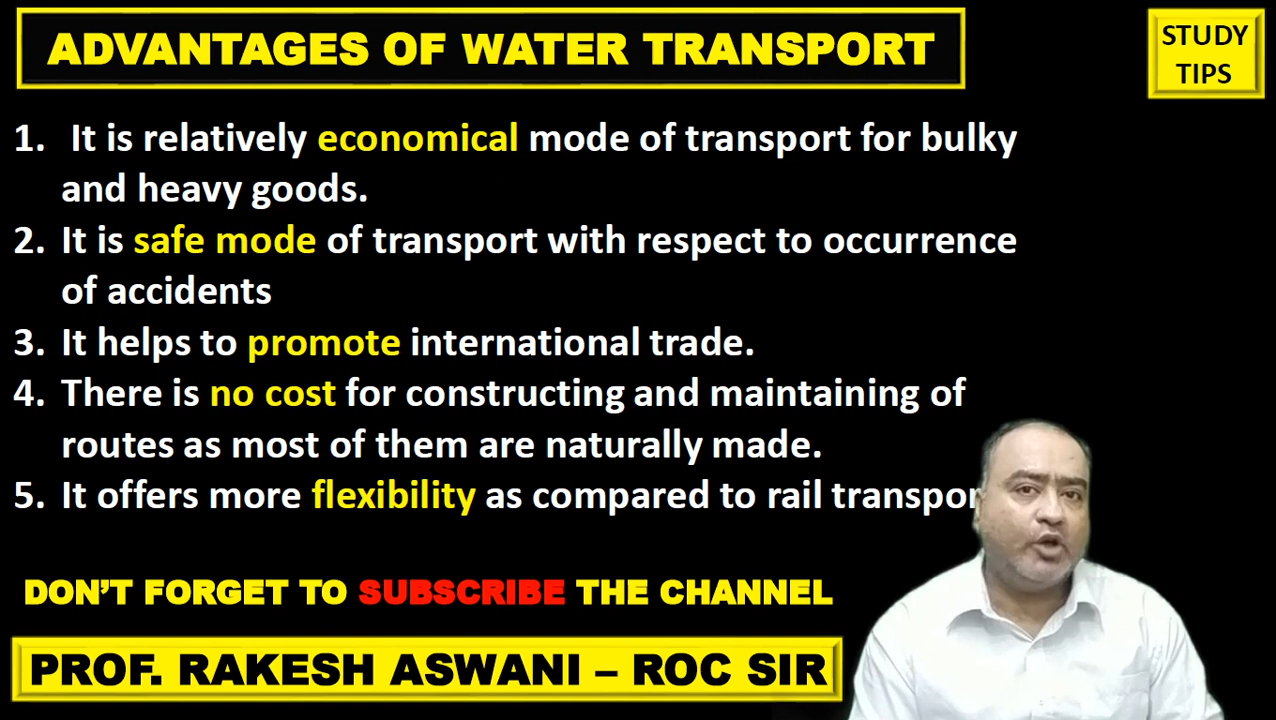 ADVANTAGES OF WATER TRANSPORT
STUDY
TIPS
1. It is relatively economical mode of transport for bulky
and heavy goods.
2. It is safe mode of transport with respect to occurrence
of accidents
3. It helps to promote international trade.
4. There is no cost for constructing and maintaining of
routes as most of them are naturally made.
5. It offers more flexibility as compared to rail transpor
DON'T FORGET TO SUBSCRIBE THE CHANNEL
PROF. RAKESH ASWANI – ROC SIR